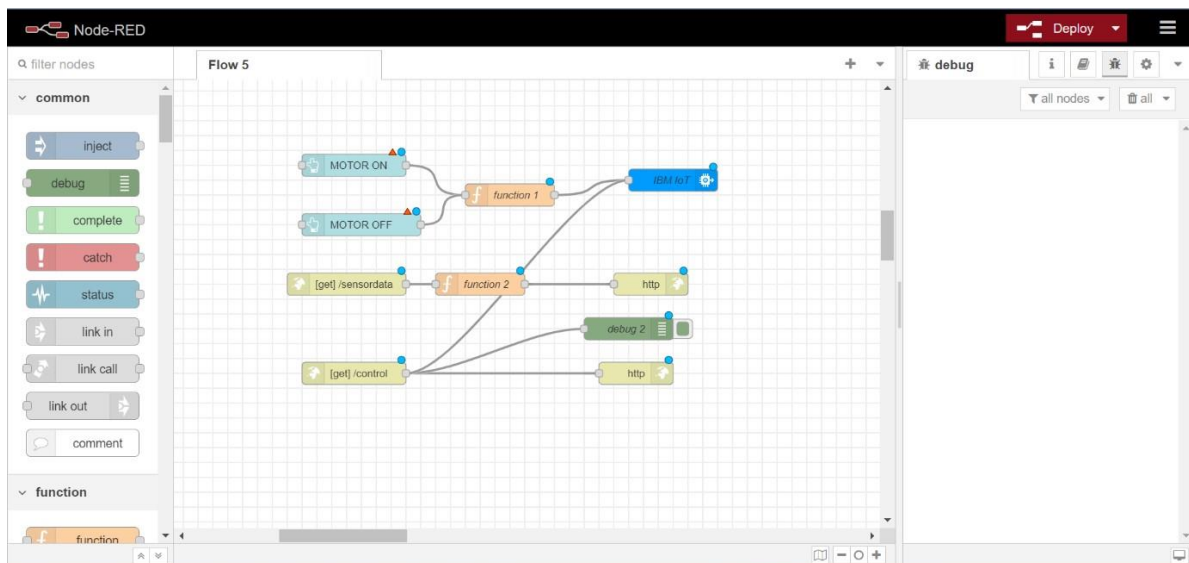 Node-RED
Deploy
filter nodes
Flow 5
debug
i
all nodes
all
common
inject
debug
complete
catch
status
link in
link call
link out
comment
function
function
MOTOR ON
MOTOR OFF
f function 1
IBM IoT
[get] /sensordata
f function 2
http
debug 2
[get] /control
http